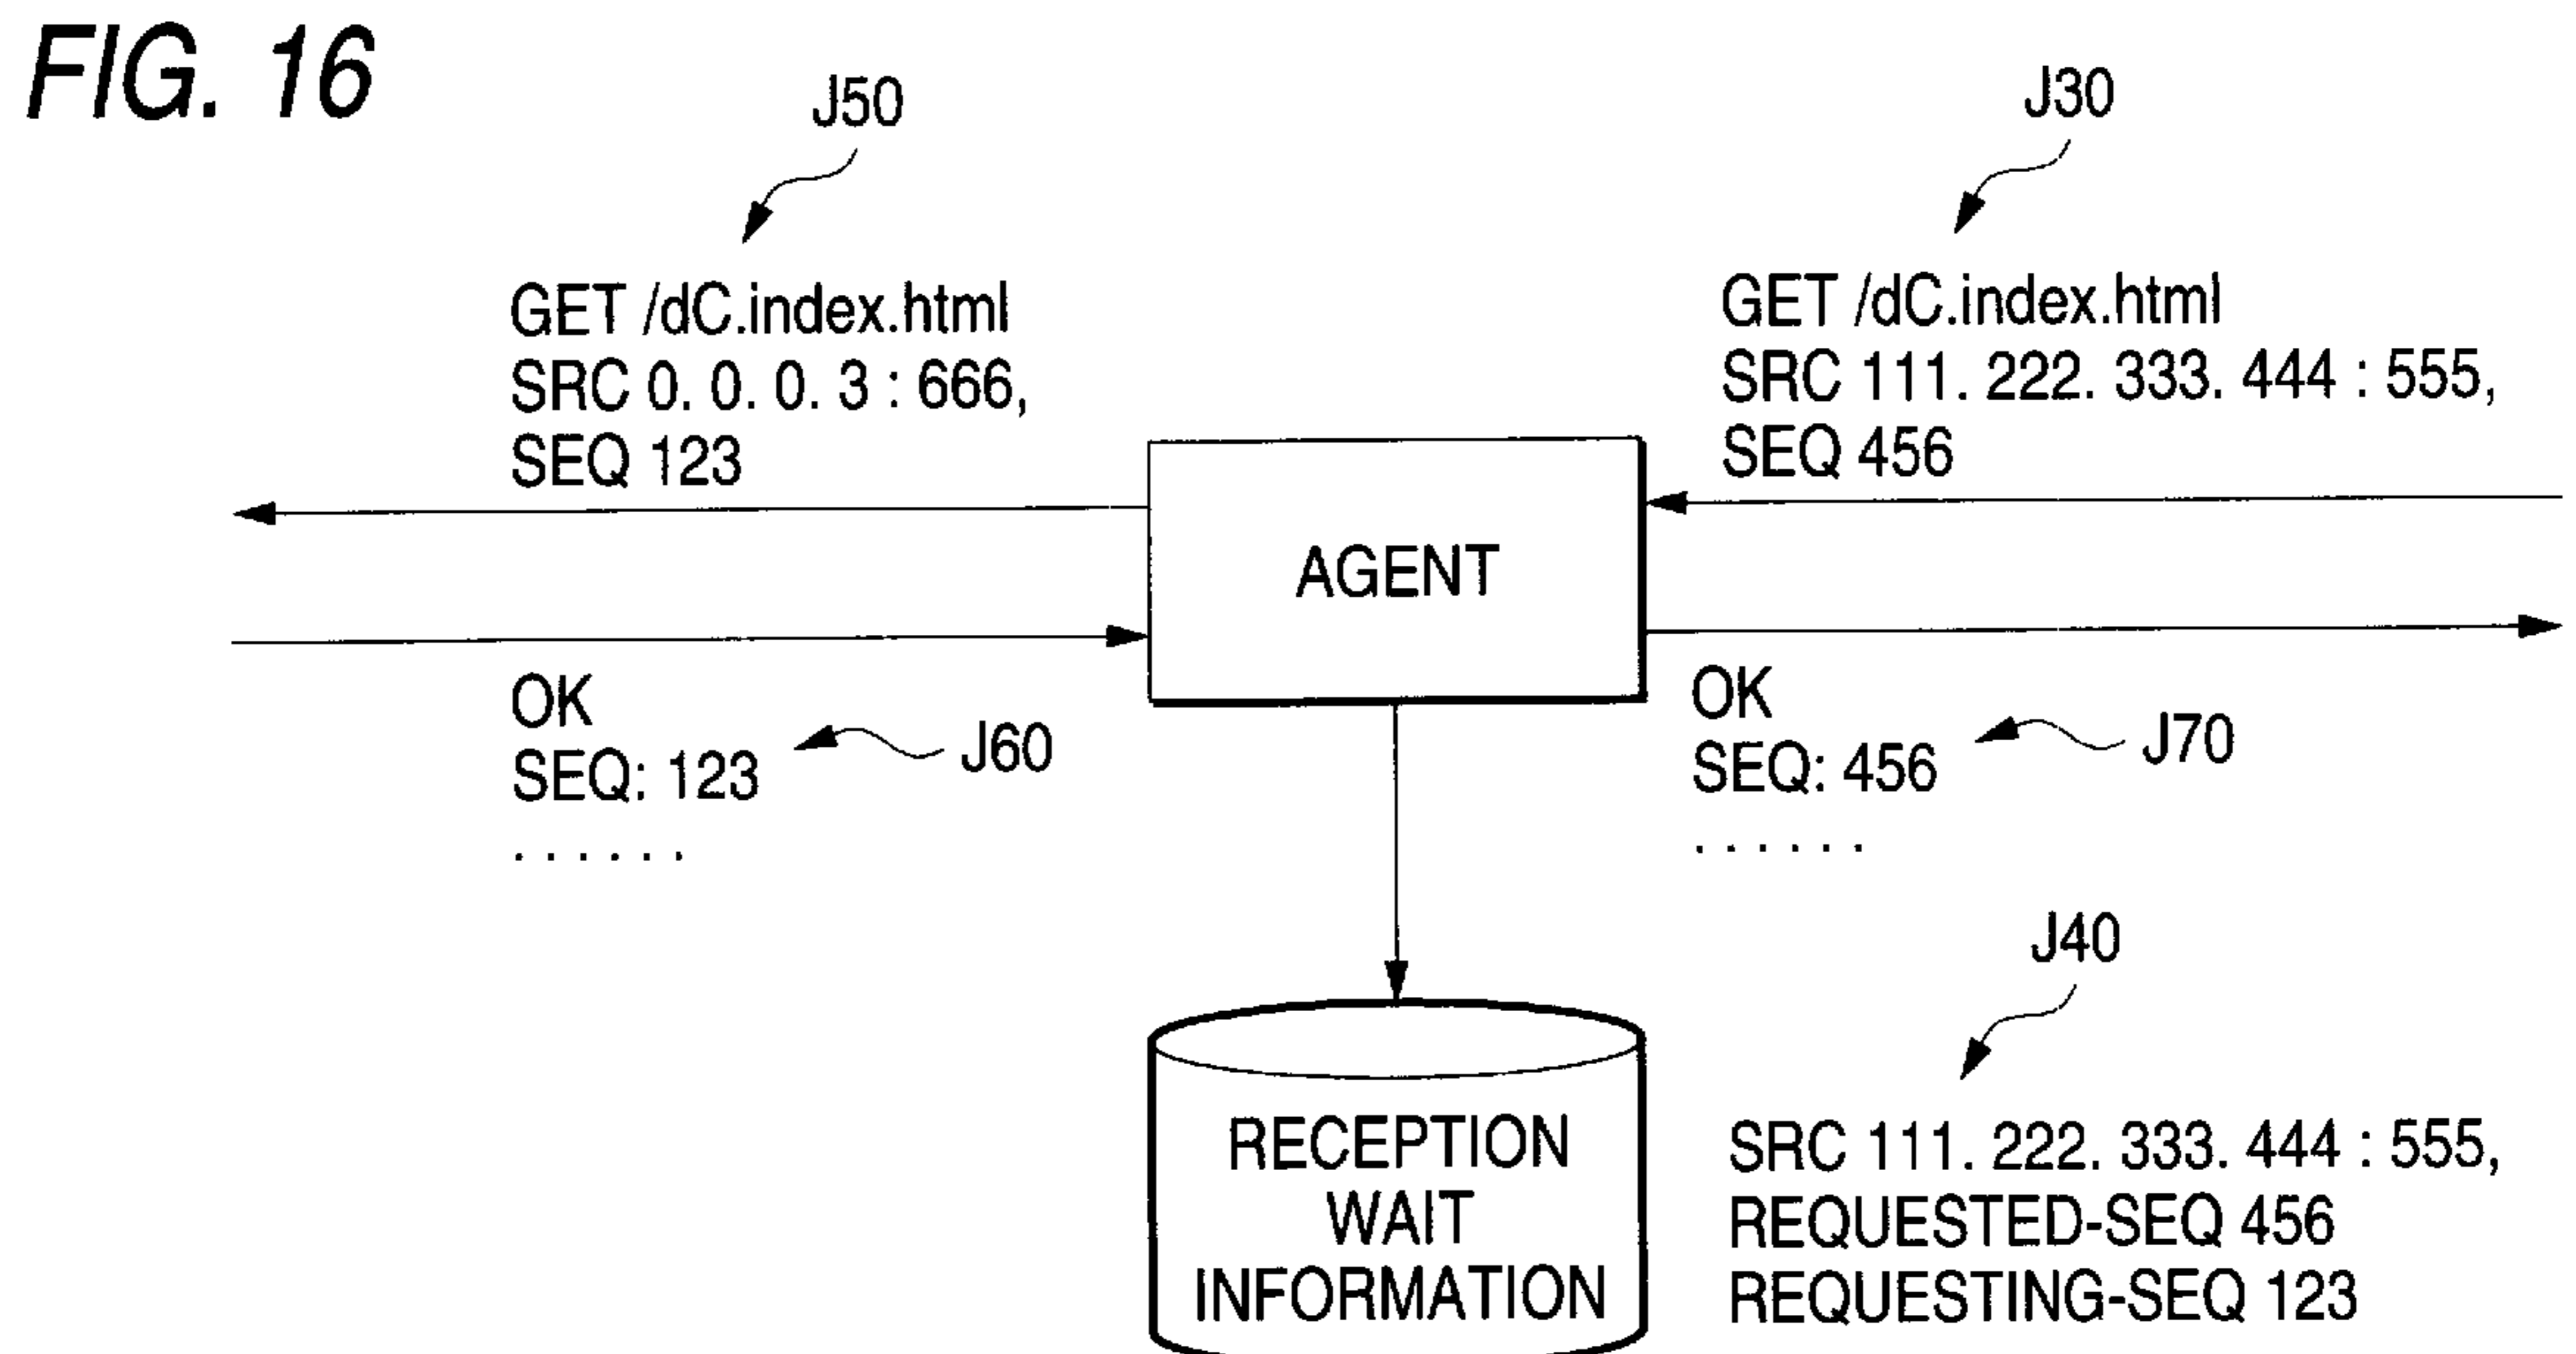 FIG. 16
J50
GET /dC.index.html
SRC 0. 0. 0. 3 : 666,
SEQ 123
J30
GET /dC.index.html
SRC 111. 222. 333. 444 : 555,
SEQ 456
AGENT
OK
SEQ: 123
. . . . . .
J60
OK
SEQ: 456
. . . . . .
J70
J40
RECEPTION
WAIT
INFORMATION
SRC 111. 222. 333. 444 : 555,
REQUESTED-SEQ 456
REQUESTING-SEQ 123